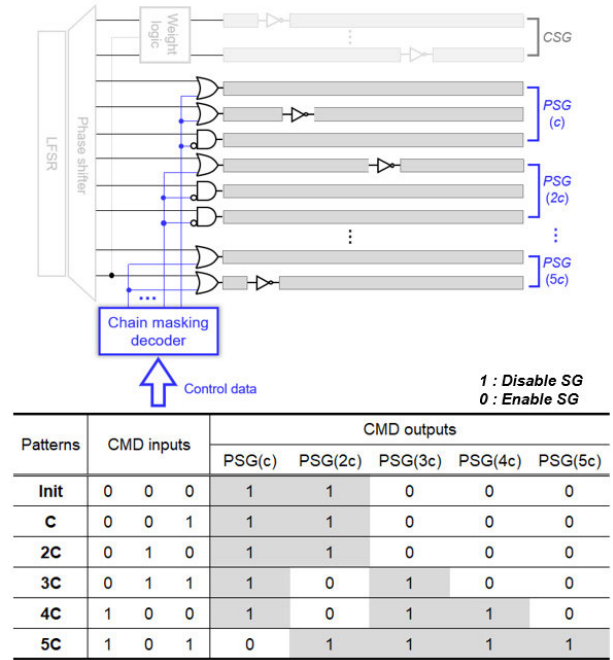 LFSR
Phase shifter
Weight logic
CSG
PSG
(c)
PSG
(2c)
PSG
(5c)
Chain masking
decoder
Control data
1 : Disable SG
0 : Enable SG
Patterns CMD inputs CMD outputs
PSG(c) PSG(2c) PSG(3c) PSG(4c) PSG(5c)
Init 0 0 0 1 1 0 0 0
C 0 0 1 1 1 0 0 0
2C 0 1 0 1 1 0 0 0
3C 0 1 1 1 0 1 0 0
4C 1 0 0 1 0 1 1 0
5C 1 0 1 0 1 1 1 1